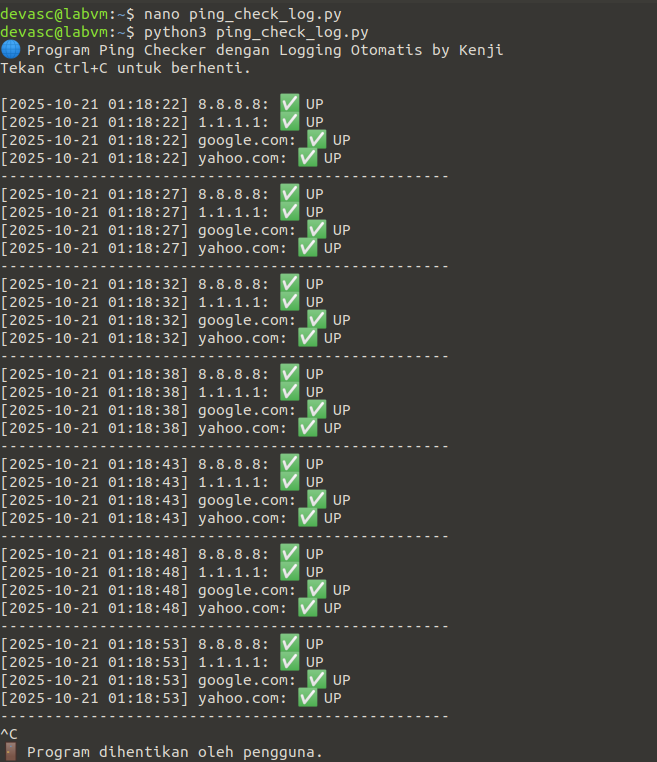 devasc@labvm:~$ nano ping_check_log.py
devasc@labvm:~$ python3 ping_check_log.py
🌐 Program Ping Checker dengan Logging Otomatis by Kenji
Tekan Ctrl+C untuk berhenti.
[2025-10-21 01:18:22] 8.8.8.8: ✅ UP
[2025-10-21 01:18:22] 1.1.1.1: ✅ UP
[2025-10-21 01:18:22] google.com: ✅ UP
[2025-10-21 01:18:22] yahoo.com: ✅ UP
--------------------------------------------------
[2025-10-21 01:18:27] 8.8.8.8: ✅ UP
[2025-10-21 01:18:27] 1.1.1.1: ✅ UP
[2025-10-21 01:18:27] google.com: ✅ UP
[2025-10-21 01:18:27] yahoo.com: ✅ UP
--------------------------------------------------
[2025-10-21 01:18:32] 8.8.8.8: ✅ UP
[2025-10-21 01:18:32] 1.1.1.1: ✅ UP
[2025-10-21 01:18:32] google.com: ✅ UP
[2025-10-21 01:18:32] yahoo.com: ✅ UP
--------------------------------------------------
[2025-10-21 01:18:38] 8.8.8.8: ✅ UP
[2025-10-21 01:18:38] 1.1.1.1: ✅ UP
[2025-10-21 01:18:38] google.com: ✅ UP
[2025-10-21 01:18:38] yahoo.com: ✅ UP
--------------------------------------------------
[2025-10-21 01:18:43] 8.8.8.8: ✅ UP
[2025-10-21 01:18:43] 1.1.1.1: ✅ UP
[2025-10-21 01:18:43] google.com: ✅ UP
[2025-10-21 01:18:43] yahoo.com: ✅ UP
--------------------------------------------------
[2025-10-21 01:18:48] 8.8.8.8: ✅ UP
[2025-10-21 01:18:48] 1.1.1.1: ✅ UP
[2025-10-21 01:18:48] google.com: ✅ UP
[2025-10-21 01:18:48] yahoo.com: ✅ UP
--------------------------------------------------
[2025-10-21 01:18:53] 8.8.8.8: ✅ UP
[2025-10-21 01:18:53] 1.1.1.1: ✅ UP
[2025-10-21 01:18:53] google.com: ✅ UP
[2025-10-21 01:18:53] yahoo.com: ✅ UP
--------------------------------------------------
^C
🚪 Program dihentikan oleh pengguna.